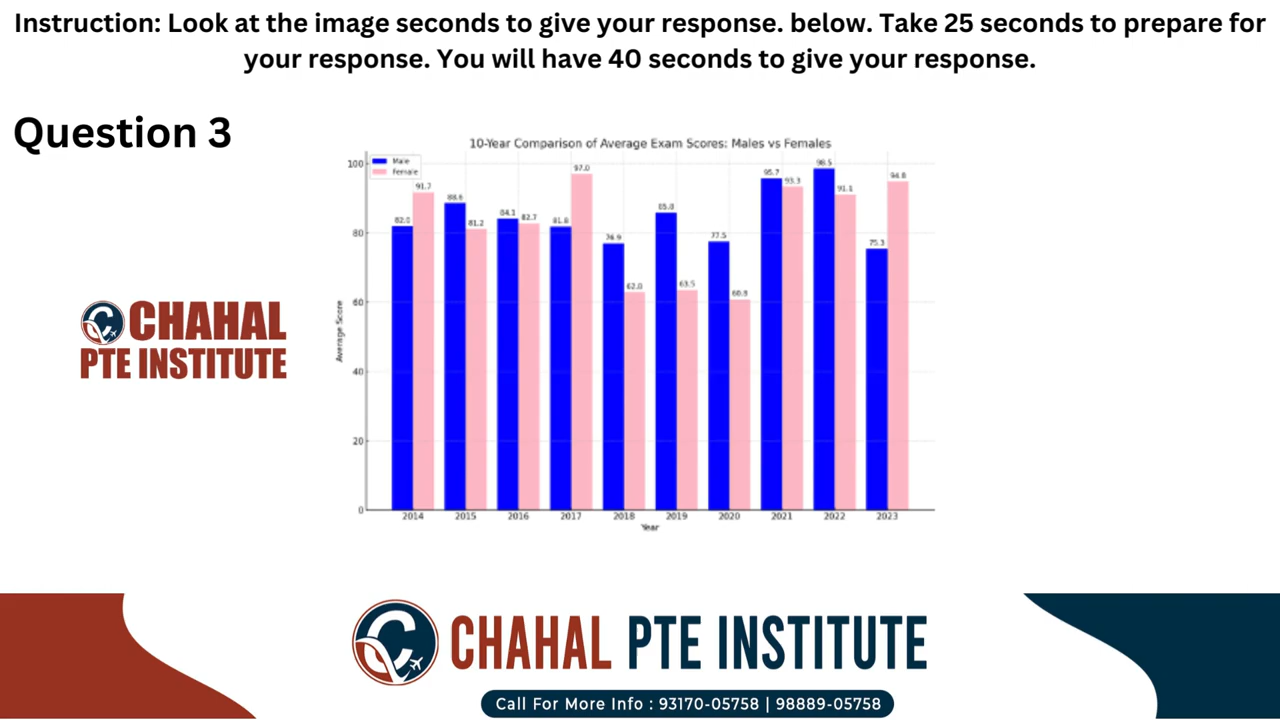 Instruction: Look at the image seconds to give your response. below. Take 25 seconds to prepare for
your response. You will have 40 seconds to give your response.
Question 3
10-Year Comparison of Average Exam Scores: Males vs Females
Male
Female
Average Score
100
80
60
40
20
0
82.0 91.7
88.6 81.2
84.1 82.7
81.8 97.0
76.9
85.8 63.5
77.5
95.7 93.3
98.5 91.1
75.3 94.8
2014 2015 2016 2017 2018 2019 2020 2021 2022 2023
Year
CHAHAL
PTE INSTITUTE
CHAHAL PTE INSTITUTE
Call For More Info : 93170-05758 | 98889-05758